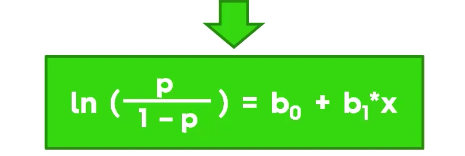 ln ( p / 1 - p ) = b₀ + b₁*x